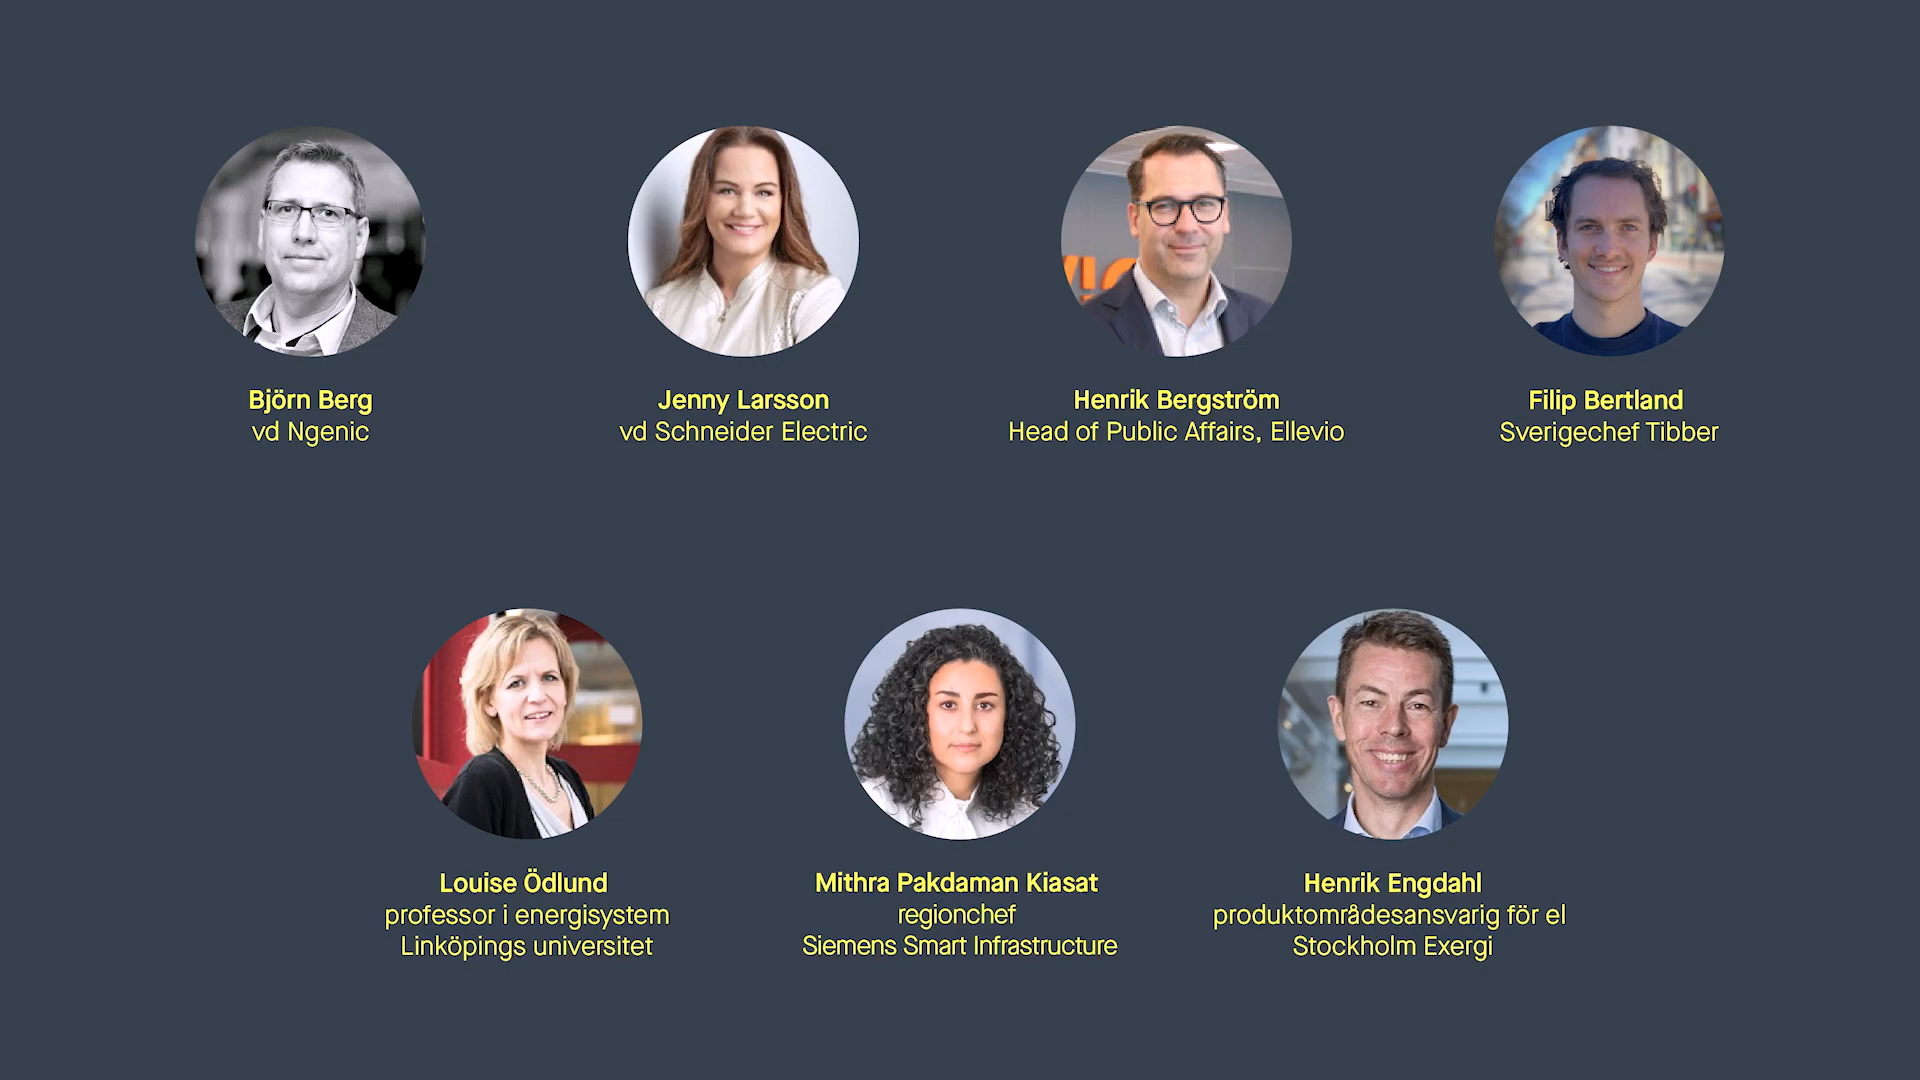 Björn Berg
vd Ngenic
Jenny Larsson
vd Schneider Electric
Henrik Bergström
Head of Public Affairs, Ellevio
Filip Bertland
Sverigechef Tibber
Louise Ödlund
professor i energisystem
Linköpings universitet
Mithra Pakdaman Kiasat
regionchef
Siemens Smart Infrastructure
Henrik Engdahl
produktområdesansvarig för el
Stockholm Exergi